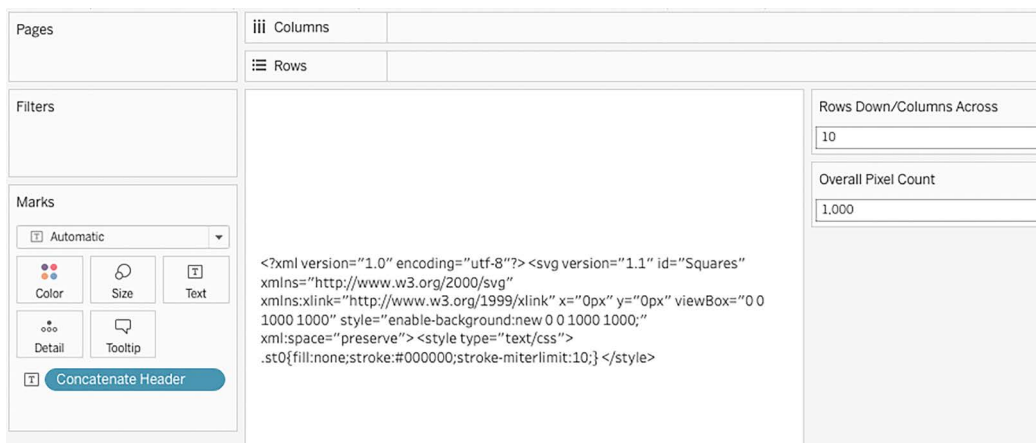 Pages
Columns
Rows
Filters
Rows Down/Columns Across
10
Overall Pixel Count
1,000
Marks
Automatic
Color Size Text
Detail Tooltip
Concatenate Header
<?xml version="1.0" encoding="utf-8"?> <svg version="1.1" id="Squares"
xmlns="http://www.w3.org/2000/svg"
xmlns:xlink="http://www.w3.org/1999/xlink" x="0px" y="0px" viewBox="0 0
1000 1000" style="enable-background:new 0 0 1000 1000;"
xml:space="preserve"> <style type="text/css">
.st0{fill:none;stroke:#000000;stroke-miterlimit:10;} </style>